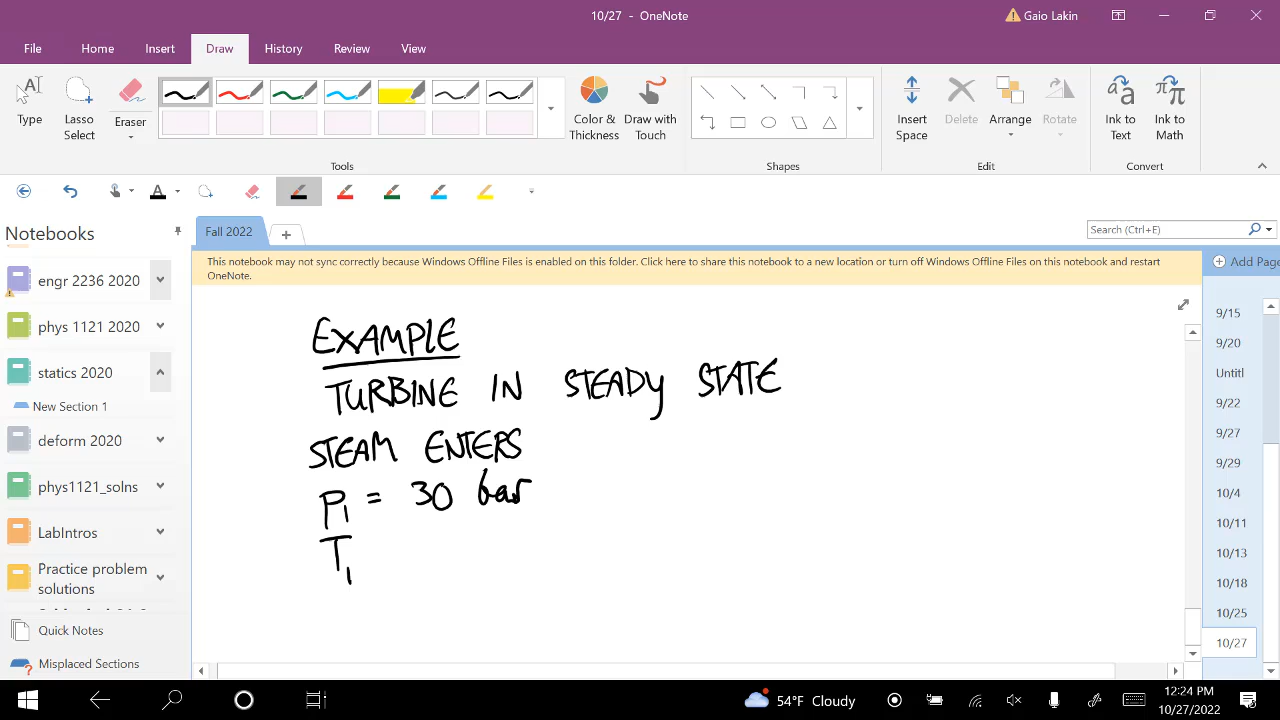 10/27 - OneNote
Gaio Lakin
File Home Insert Draw History Review View
Type
Lasso Select
Eraser
Color & Thickness
Draw with Touch
Insert Space
Delete
Arrange
Rotate
Ink to Text
Ink to Math
Tools
Shapes
Edit
Convert
Notebooks
Fall 2022
Search (Ctrl+E)
This notebook may not sync correctly because Windows Offline Files is enabled on this folder. Click here to share this notebook to a new location or turn off Windows Offline Files on this notebook and restart
OneNote.
Add Page
engr 2236 2020
phys 1121 2020
statics 2020
New Section 1
deform 2020
phys1121_solns
LabIntros
Practice problem
solutions
Quick Notes
Misplaced Sections
EXAMPLE
TURBINE IN STEADY STATE
STEAM ENTERS
P1 = 30 bar
T1
9/15
9/20
Untitl
9/22
9/27
9/29
10/4
10/11
10/13
10/18
10/25
10/27
54°F Cloudy
12:24 PM
10/27/2022